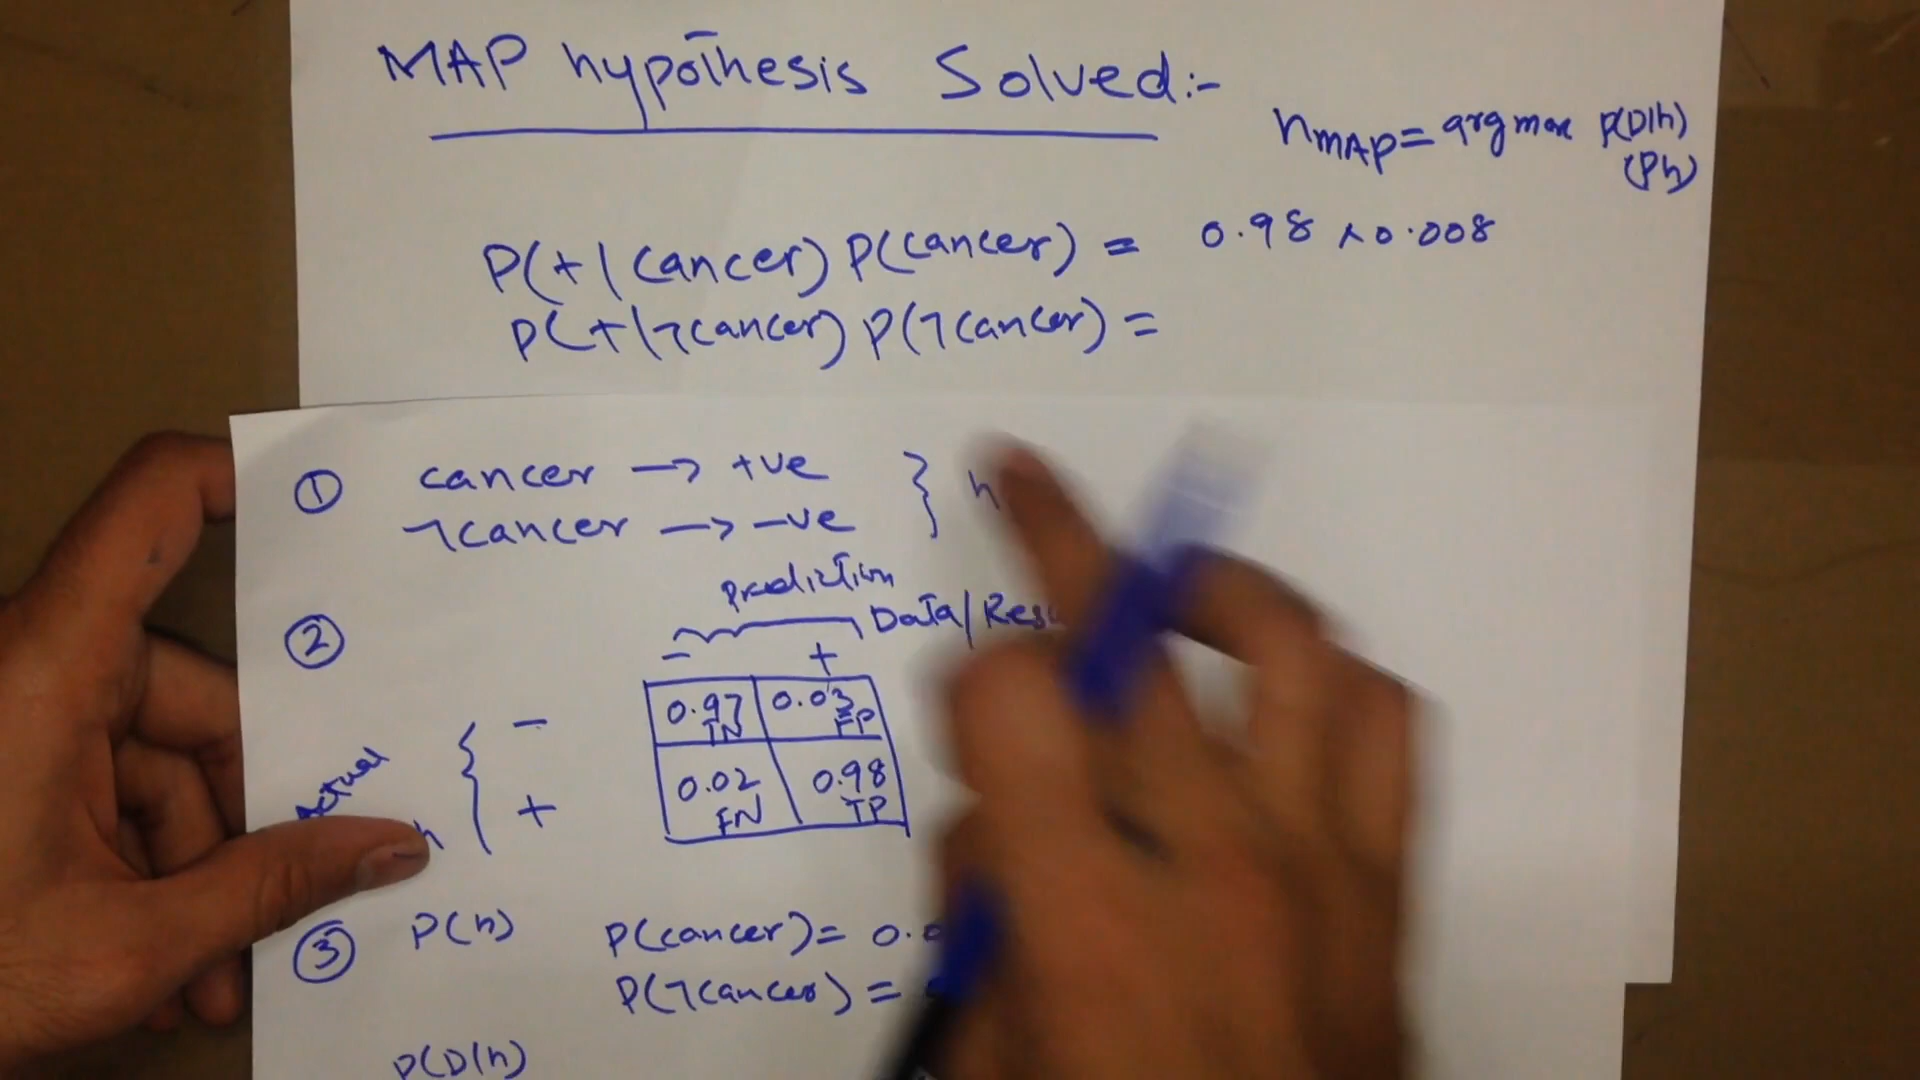 MAP hypothesis Solved:-
hMAP = arg max P(D|h)
(Ph)
P(+|cancer) P(cancer) = 0.98 × 0.008
P(+|¬cancer) P(¬cancer) =
① cancer → +ve } h
¬cancer → -ve
Prediction
② Data/
- +
- 0.97 TN 0.03 FP
Actual
h + 0.02 FN 0.98 TP
③ P(h) P(cancer) = 0.
P(¬cancer) =
P(D|h)